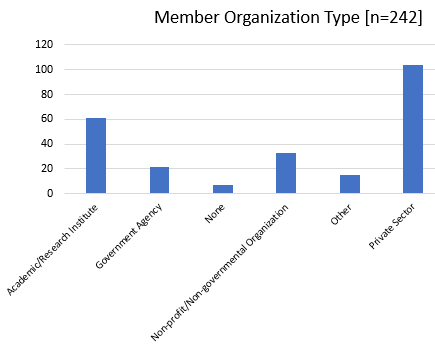 Member Organization Type [n=242]
120
100
80
60
40
20
0
Academic/Research Institute
Government Agency
None
Non-profit/Non-governmental Organization
Other
Private Sector